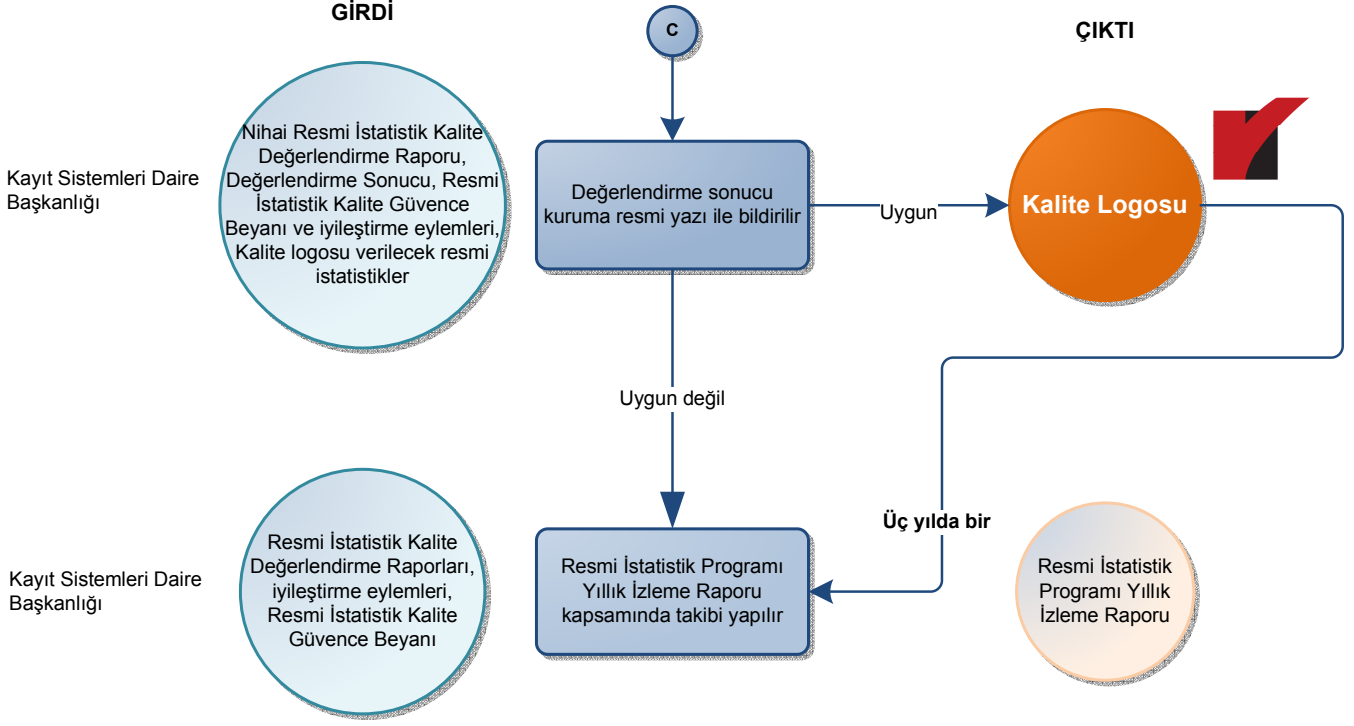 GİRDİ
C
ÇIKTI
Kayıt Sistemleri Daire
Başkanlığı
Nihai Resmi İstatistik Kalite
Değerlendirme Raporu,
Değerlendirme Sonucu, Resmi
İstatistik Kalite Güvence
Beyanı ve iyileştirme eylemleri,
Kalite logosu verilecek resmi
istatistikler
Değerlendirme sonucu
kuruma resmi yazı ile bildirilir
Uygun
Kalite Logosu
Uygun değil
Üç yılda bir
Kayıt Sistemleri Daire
Başkanlığı
Resmi İstatistik Kalite
Değerlendirme Raporları,
iyileştirme eylemleri,
Resmi İstatistik Kalite
Güvence Beyanı
Resmi İstatistik Programı
Yıllık İzleme Raporu
kapsamında takibi yapılır
Resmi İstatistik
Programı Yıllık
İzleme Raporu